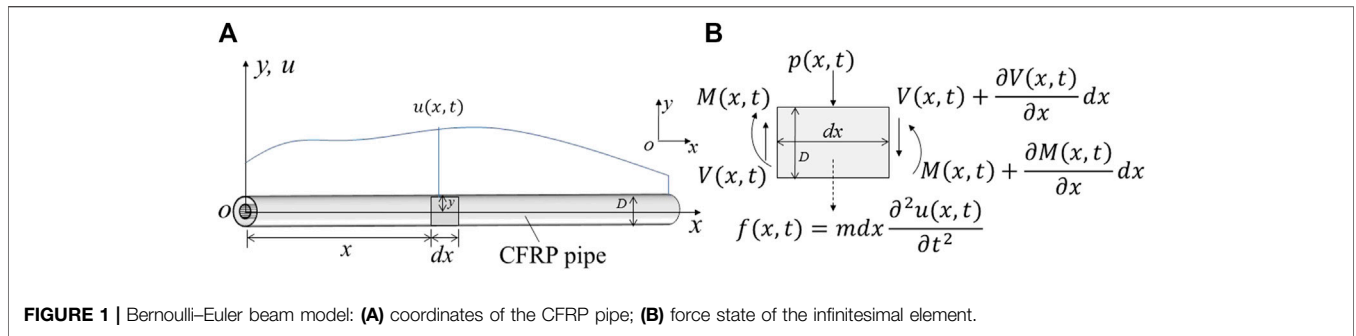 A
B
y, u
u(x,t)
y
o
x
O
y
D
x
x
dx
CFRP pipe
p(x,t)
M(x,t)
V(x,t) + ∂V(x,t)/∂x dx
dx
D
V(x,t)
M(x,t) + ∂M(x,t)/∂x dx
f(x,t) = mdx ∂²u(x,t)/∂t²
FIGURE 1 | Bernoulli–Euler beam model: (A) coordinates of the CFRP pipe; (B) force state of the infinitesimal element.